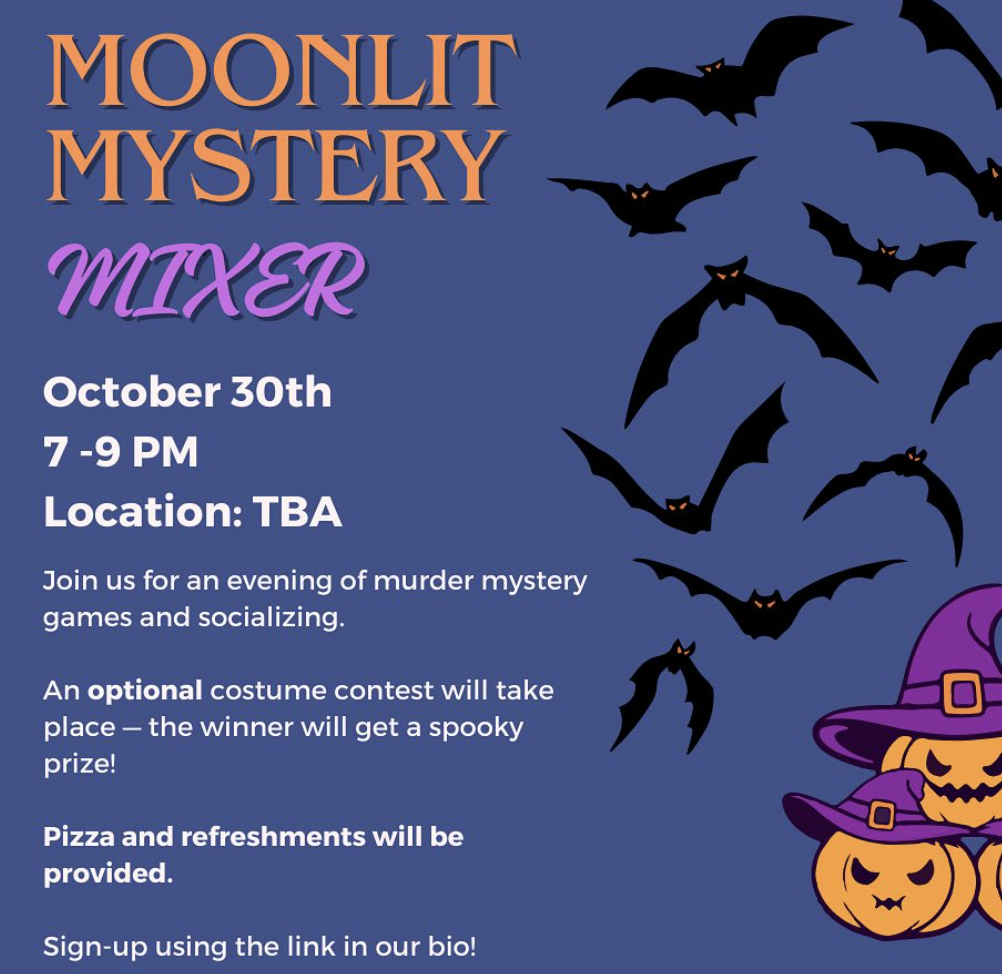 MOONLIT
MYSTERY
MIXER
October 30th
7 -9 PM
Location: TBA
Join us for an evening of murder mystery
games and socializing.
An optional costume contest will take
place — the winner will get a spooky
prize!
Pizza and refreshments will be
provided.
Sign-up using the link in our bio!